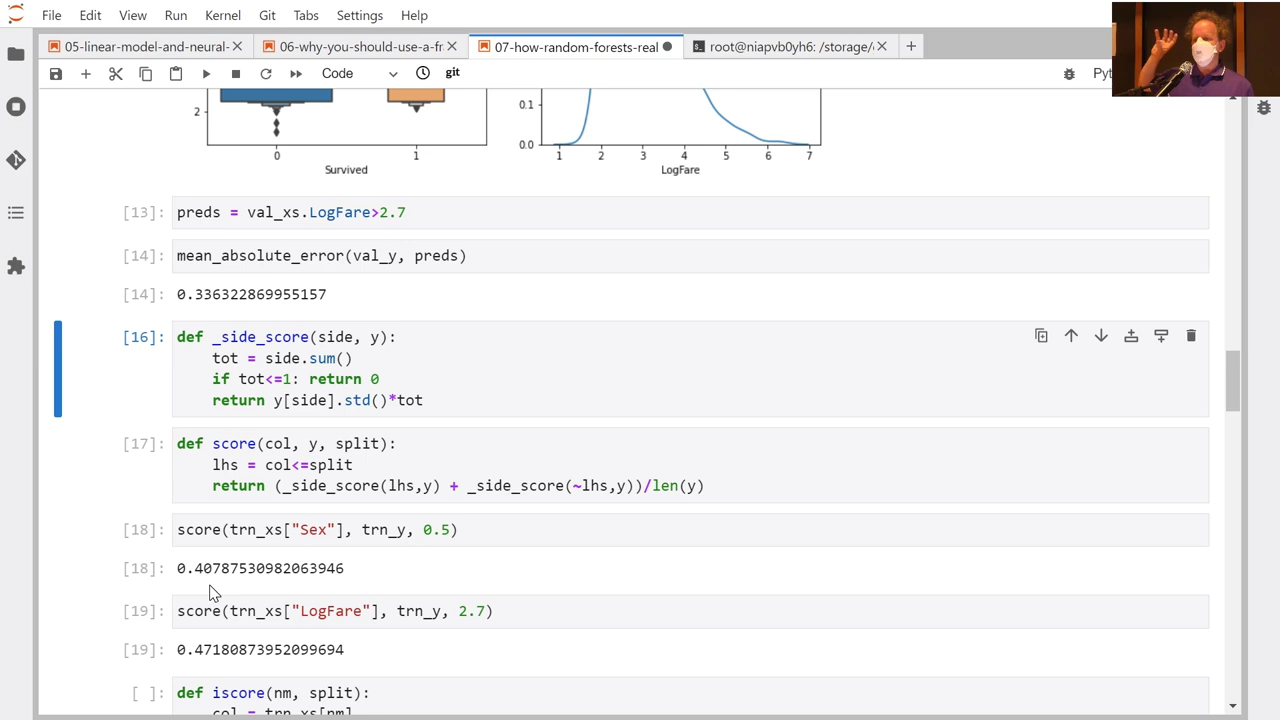 File Edit View Run Kernel Git Tabs Settings Help
05-linear-model-and-neural- 06-why-you-should-use-a-fr 07-how-random-forests-real root@niapvb0yh6: /storage/
Code git Pyt
2
0 1
Survived
0.1
0.0
1 2 3 4 5 6 7
LogFare
[13]: preds = val_xs.LogFare>2.7
[14]: mean_absolute_error(val_y, preds)
[14]: 0.336322869955157
[16]: def _side_score(side, y):
tot = side.sum()
if tot<=1: return 0
return y[side].std()*tot
[17]: def score(col, y, split):
lhs = col<=split
return (_side_score(lhs,y) + _side_score(~lhs,y))/len(y)
[18]: score(trn_xs["Sex"], trn_y, 0.5)
[18]: 0.40787530982063946
[19]: score(trn_xs["LogFare"], trn_y, 2.7)
[19]: 0.47180873952099694
[ ]: def iscore(nm, split):
col = trn_xs[nm]